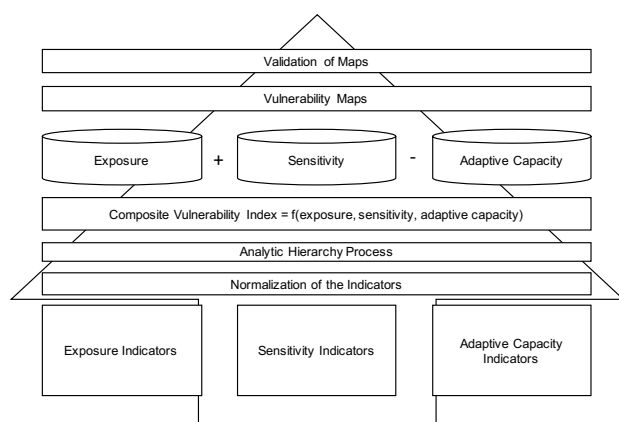 Validation of Maps
Vulnerability Maps
Exposure + Sensitivity - Adaptive Capacity
Composite Vulnerability Index = f(exposure, sensitivity, adaptive capacity)
Analytic Hierarchy Process
Normalization of the Indicators
Exposure Indicators
Sensitivity Indicators
Adaptive Capacity
Indicators